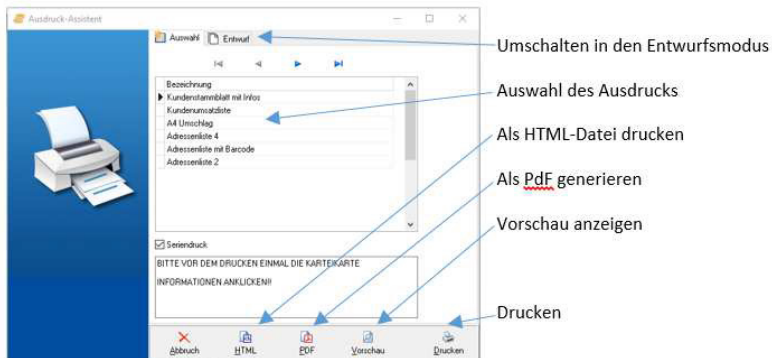 Ausdruck-Assistent
Auswahl Entwurf
Umschalten in den Entwurfsmodus
Bezeichnung
Kundenstammblatt mit Infos
Kundenumsatzliste
A4 Umschlag
Adressenliste 4
Adressenliste mit Barcode
Adressenliste 2
Auswahl des Ausdrucks
Als HTML-Datei drucken
Als PdF generieren
Vorschau anzeigen
Seriendruck
BITTE VOR DEM DRUCKEN EINMAL DIE KARTEIKARTE
INFORMATIONEN ANKLICKEN!!
Drucken
Abbruch HTML PDF Vorschau Drucken